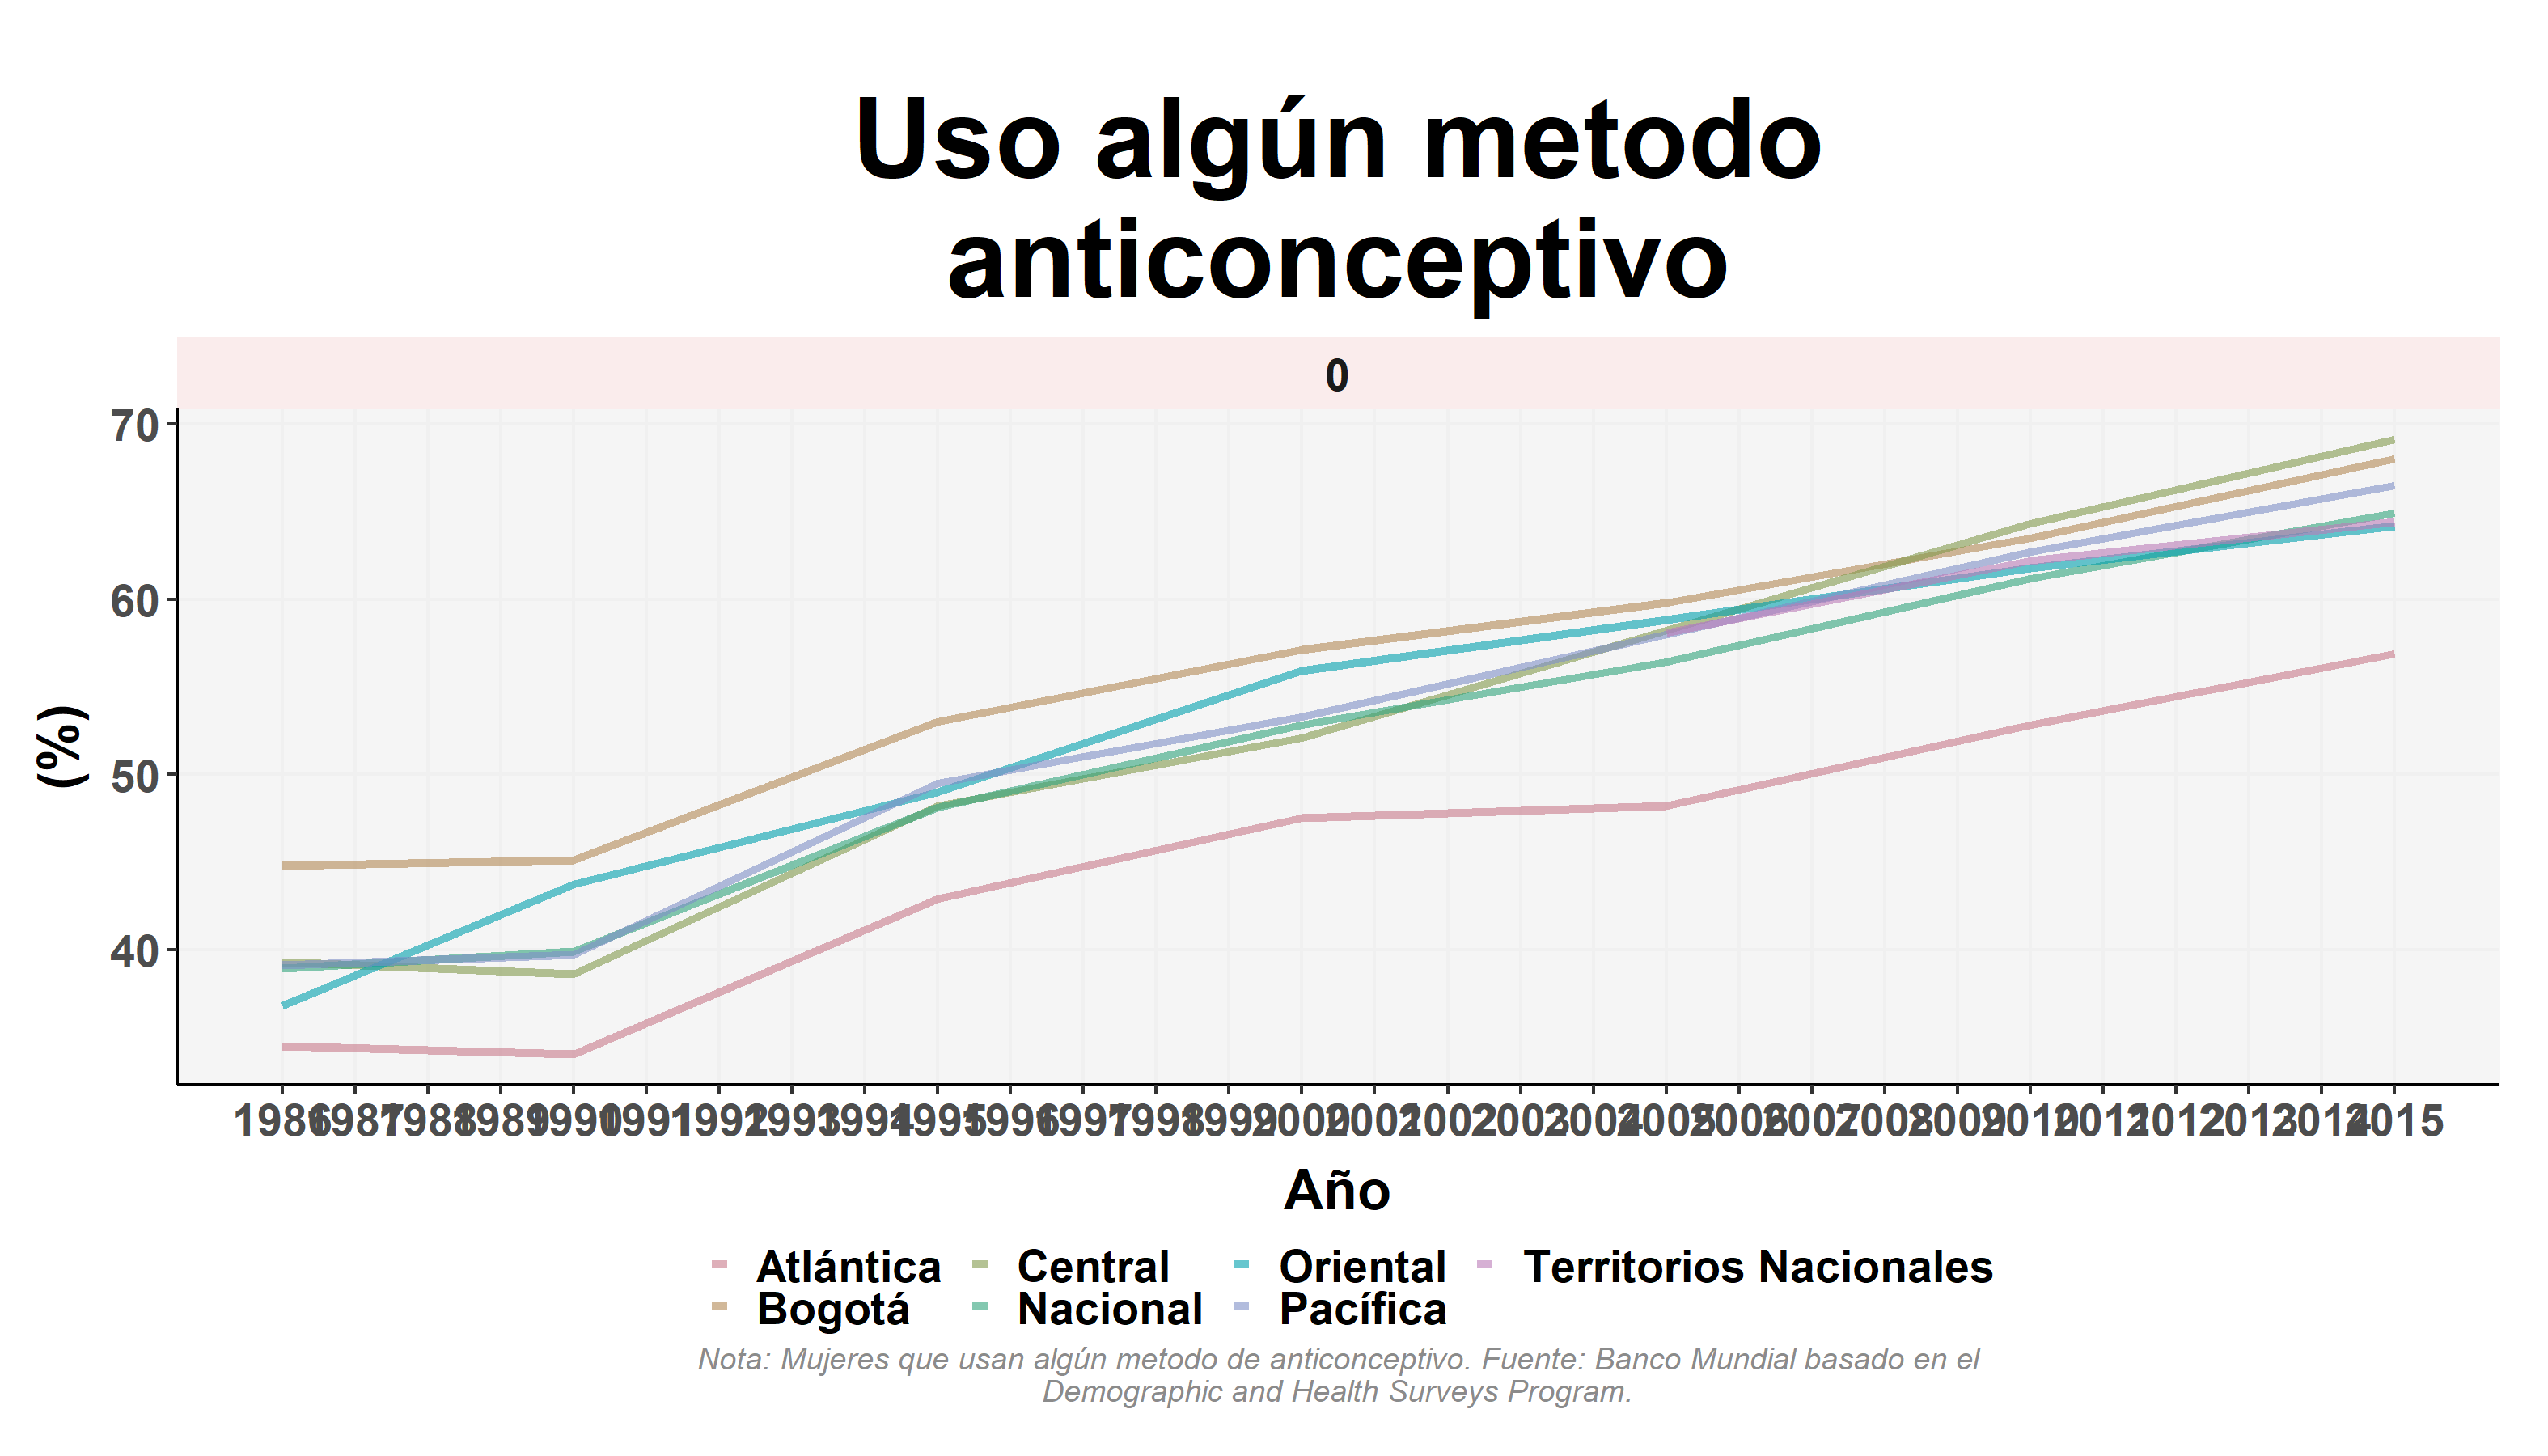 Uso algún metodo
anticonceptivo
0
70
60
50
40
(%)
1986 1987 1988 1989 1990 1991 1992 1993 1994 1995 1996 1997 1998 1999 2000 2001 2002 2003 2004 2005 2006 2007 2008 2009 2010 2011 2012 2013 2014 2015
Año
Atlántica Central Oriental Territorios Nacionales
Bogotá Nacional Pacífica
Nota: Mujeres que usan algún metodo de anticonceptivo. Fuente: Banco Mundial basado en el
Demographic and Health Surveys Program.